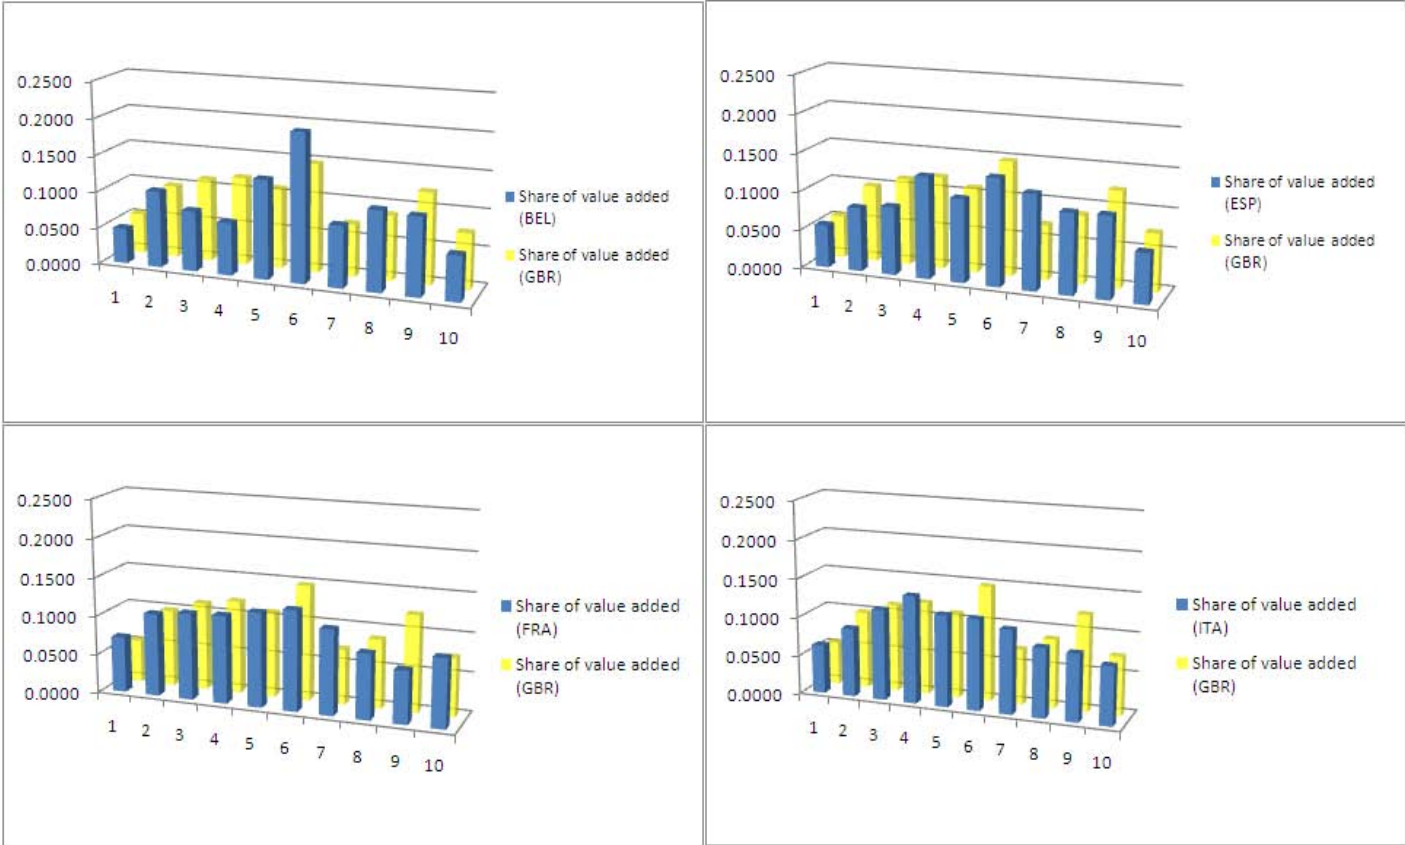 0.2500
0.2000
0.1500
0.1000
0.0500
0.0000
1 2 3 4 5 6 7 8 9 10
Share of value added
(BEL)
Share of value added
(GBR)
0.2500
0.2000
0.1500
0.1000
0.0500
0.0000
1 2 3 4 5 6 7 8 9 10
Share of value added
(ESP)
Share of value added
(GBR)
0.2500
0.2000
0.1500
0.1000
0.0500
0.0000
1 2 3 4 5 6 7 8 9 10
Share of value added
(FRA)
Share of value added
(GBR)
0.2500
0.2000
0.1500
0.1000
0.0500
0.0000
1 2 3 4 5 6 7 8 9 10
Share of value added
(ITA)
Share of value added
(GBR)